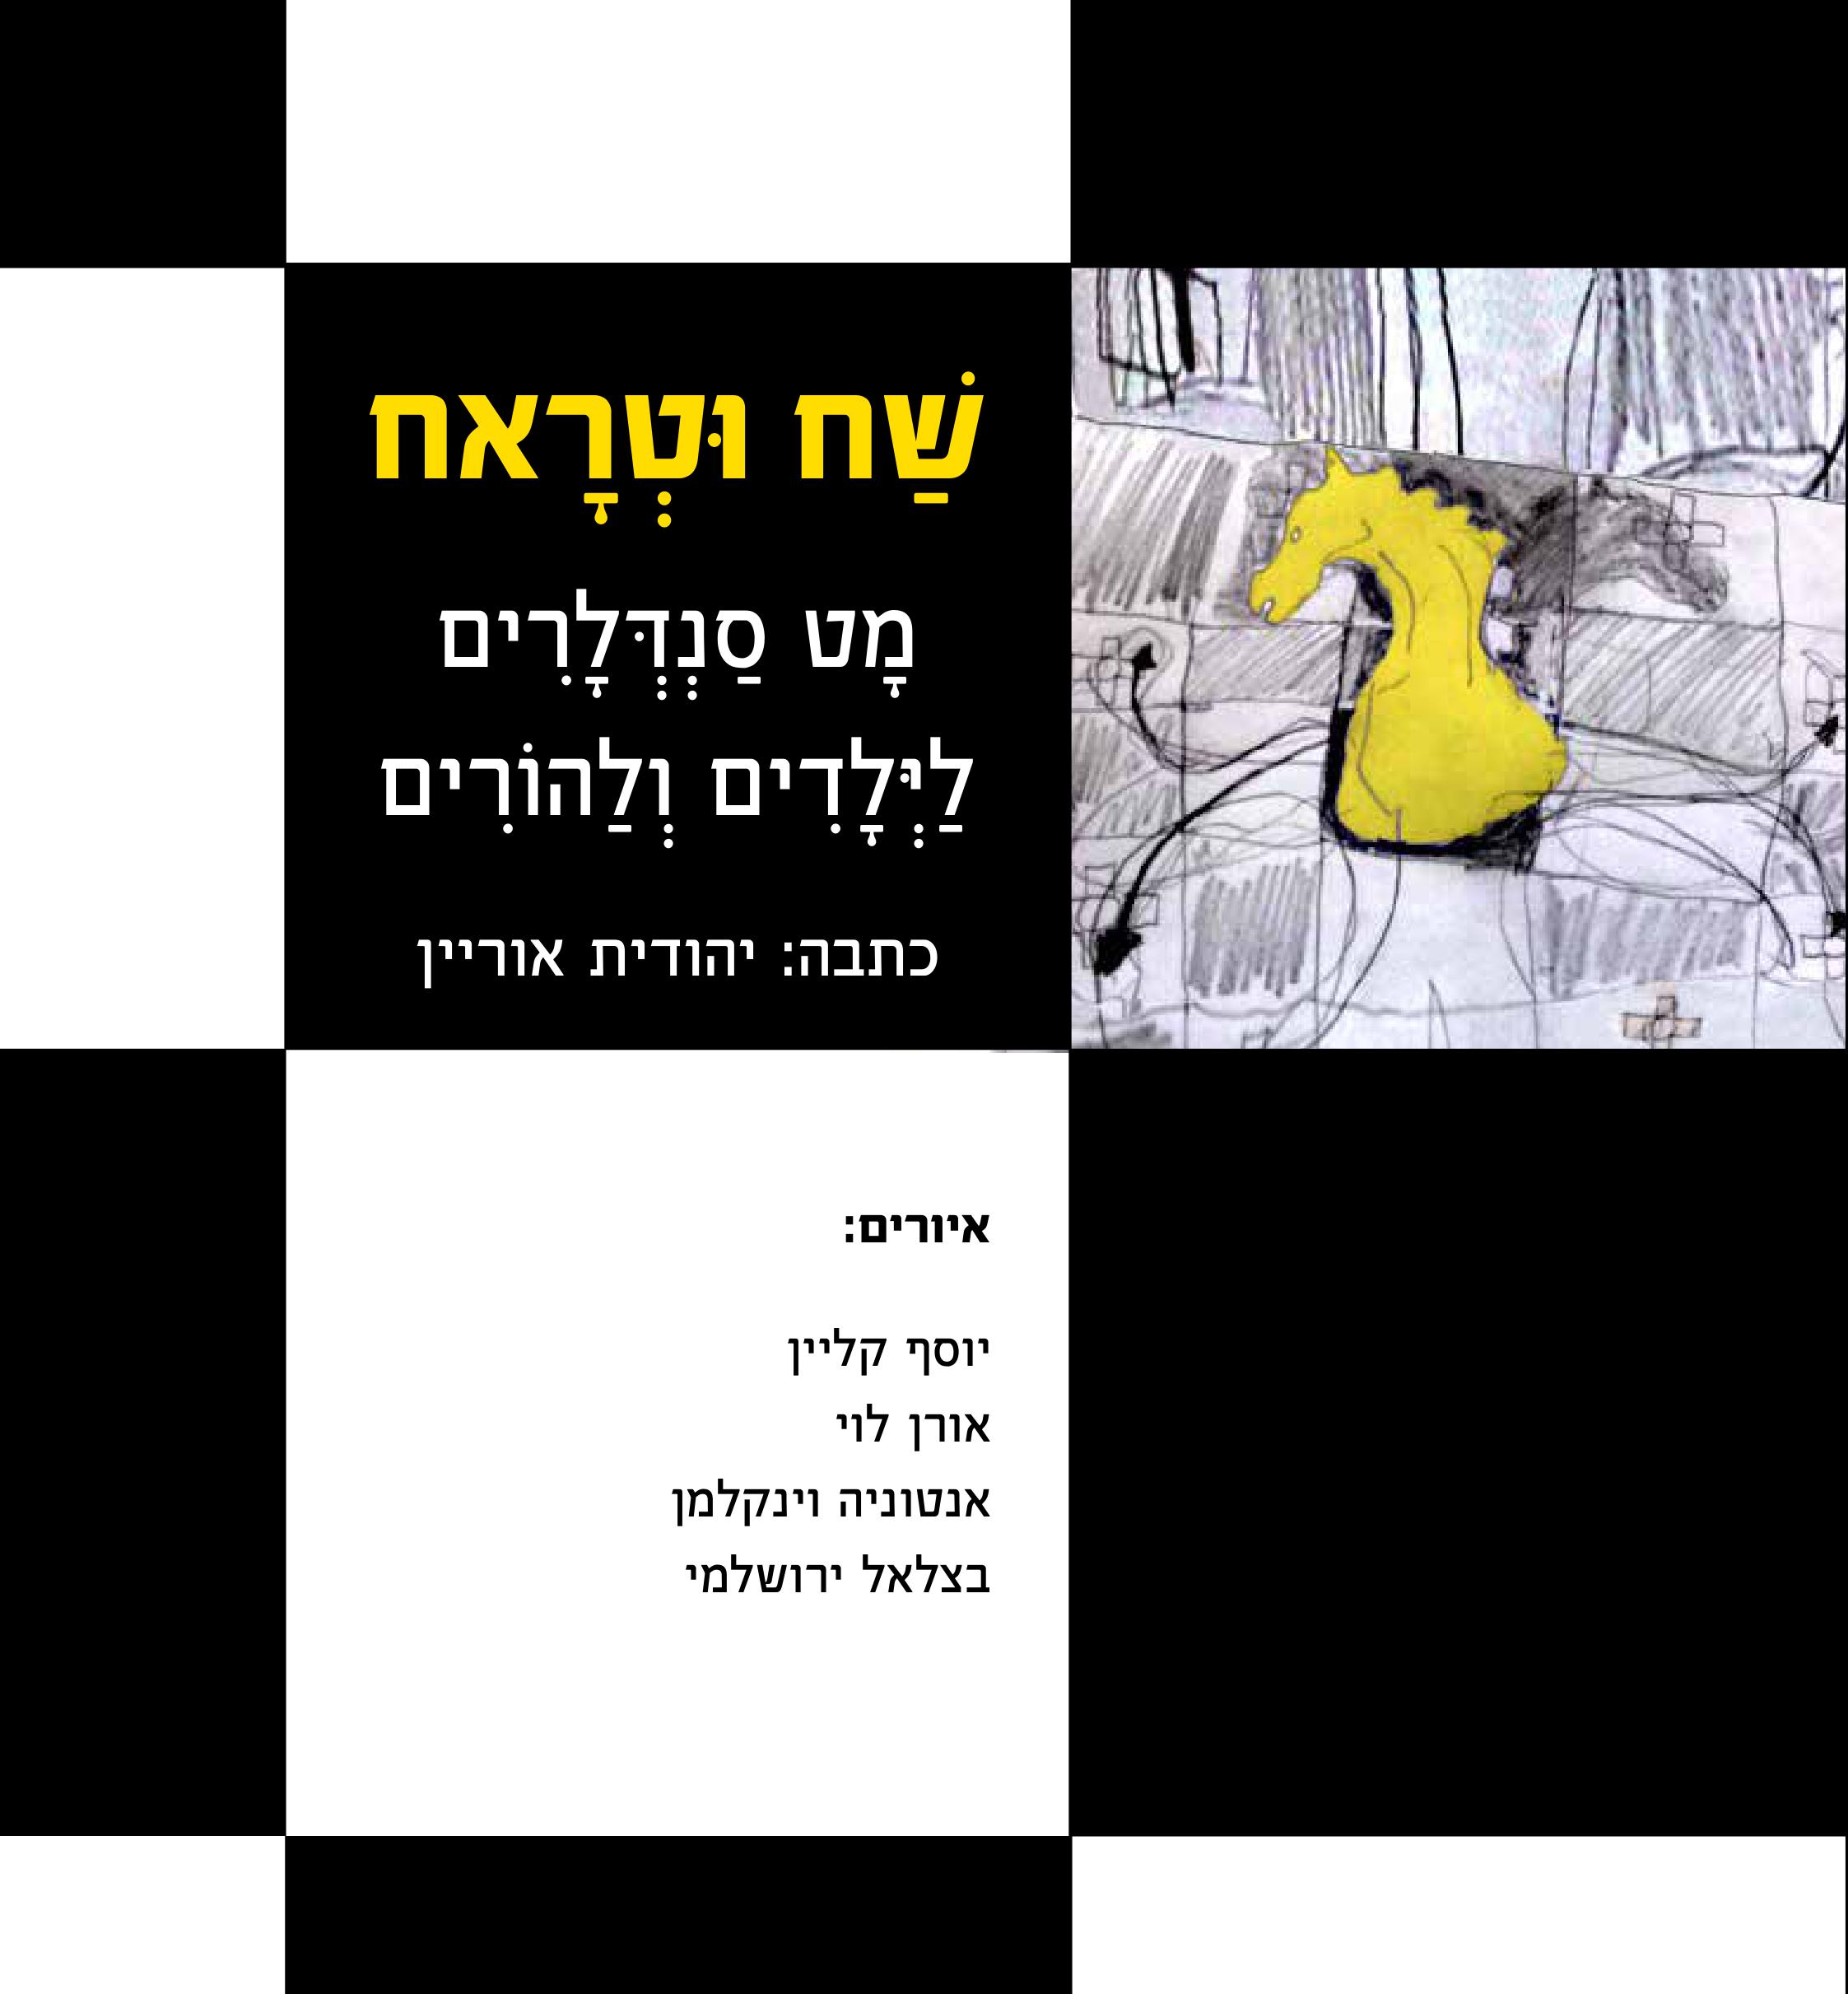 שַׁח וּטְרָאח
מָט סַנְדְּלָרִים
לַיְּלָדִים וְלַהוֹרִים
כתבה: יהודית אוריין
איורים:
יוסף קליין
אורן לוי
אנטוניה וינקלמן
בצלאל ירושלמי